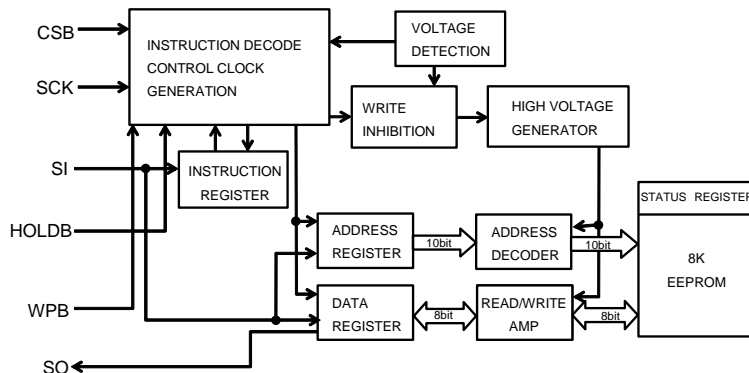 CSB
SCK
SI
HOLDB
WPB
SO
INSTRUCTION DECODE
CONTROL CLOCK
GENERATION
VOLTAGE
DETECTION
WRITE
INHIBITION
HIGH VOLTAGE
GENERATOR
INSTRUCTION
REGISTER
ADDRESS
REGISTER
10bit
ADDRESS
DECODER
10bit
STATUS REGISTER
8K
EEPROM
DATA
REGISTER
8bit
READ/WRITE
AMP
8bit